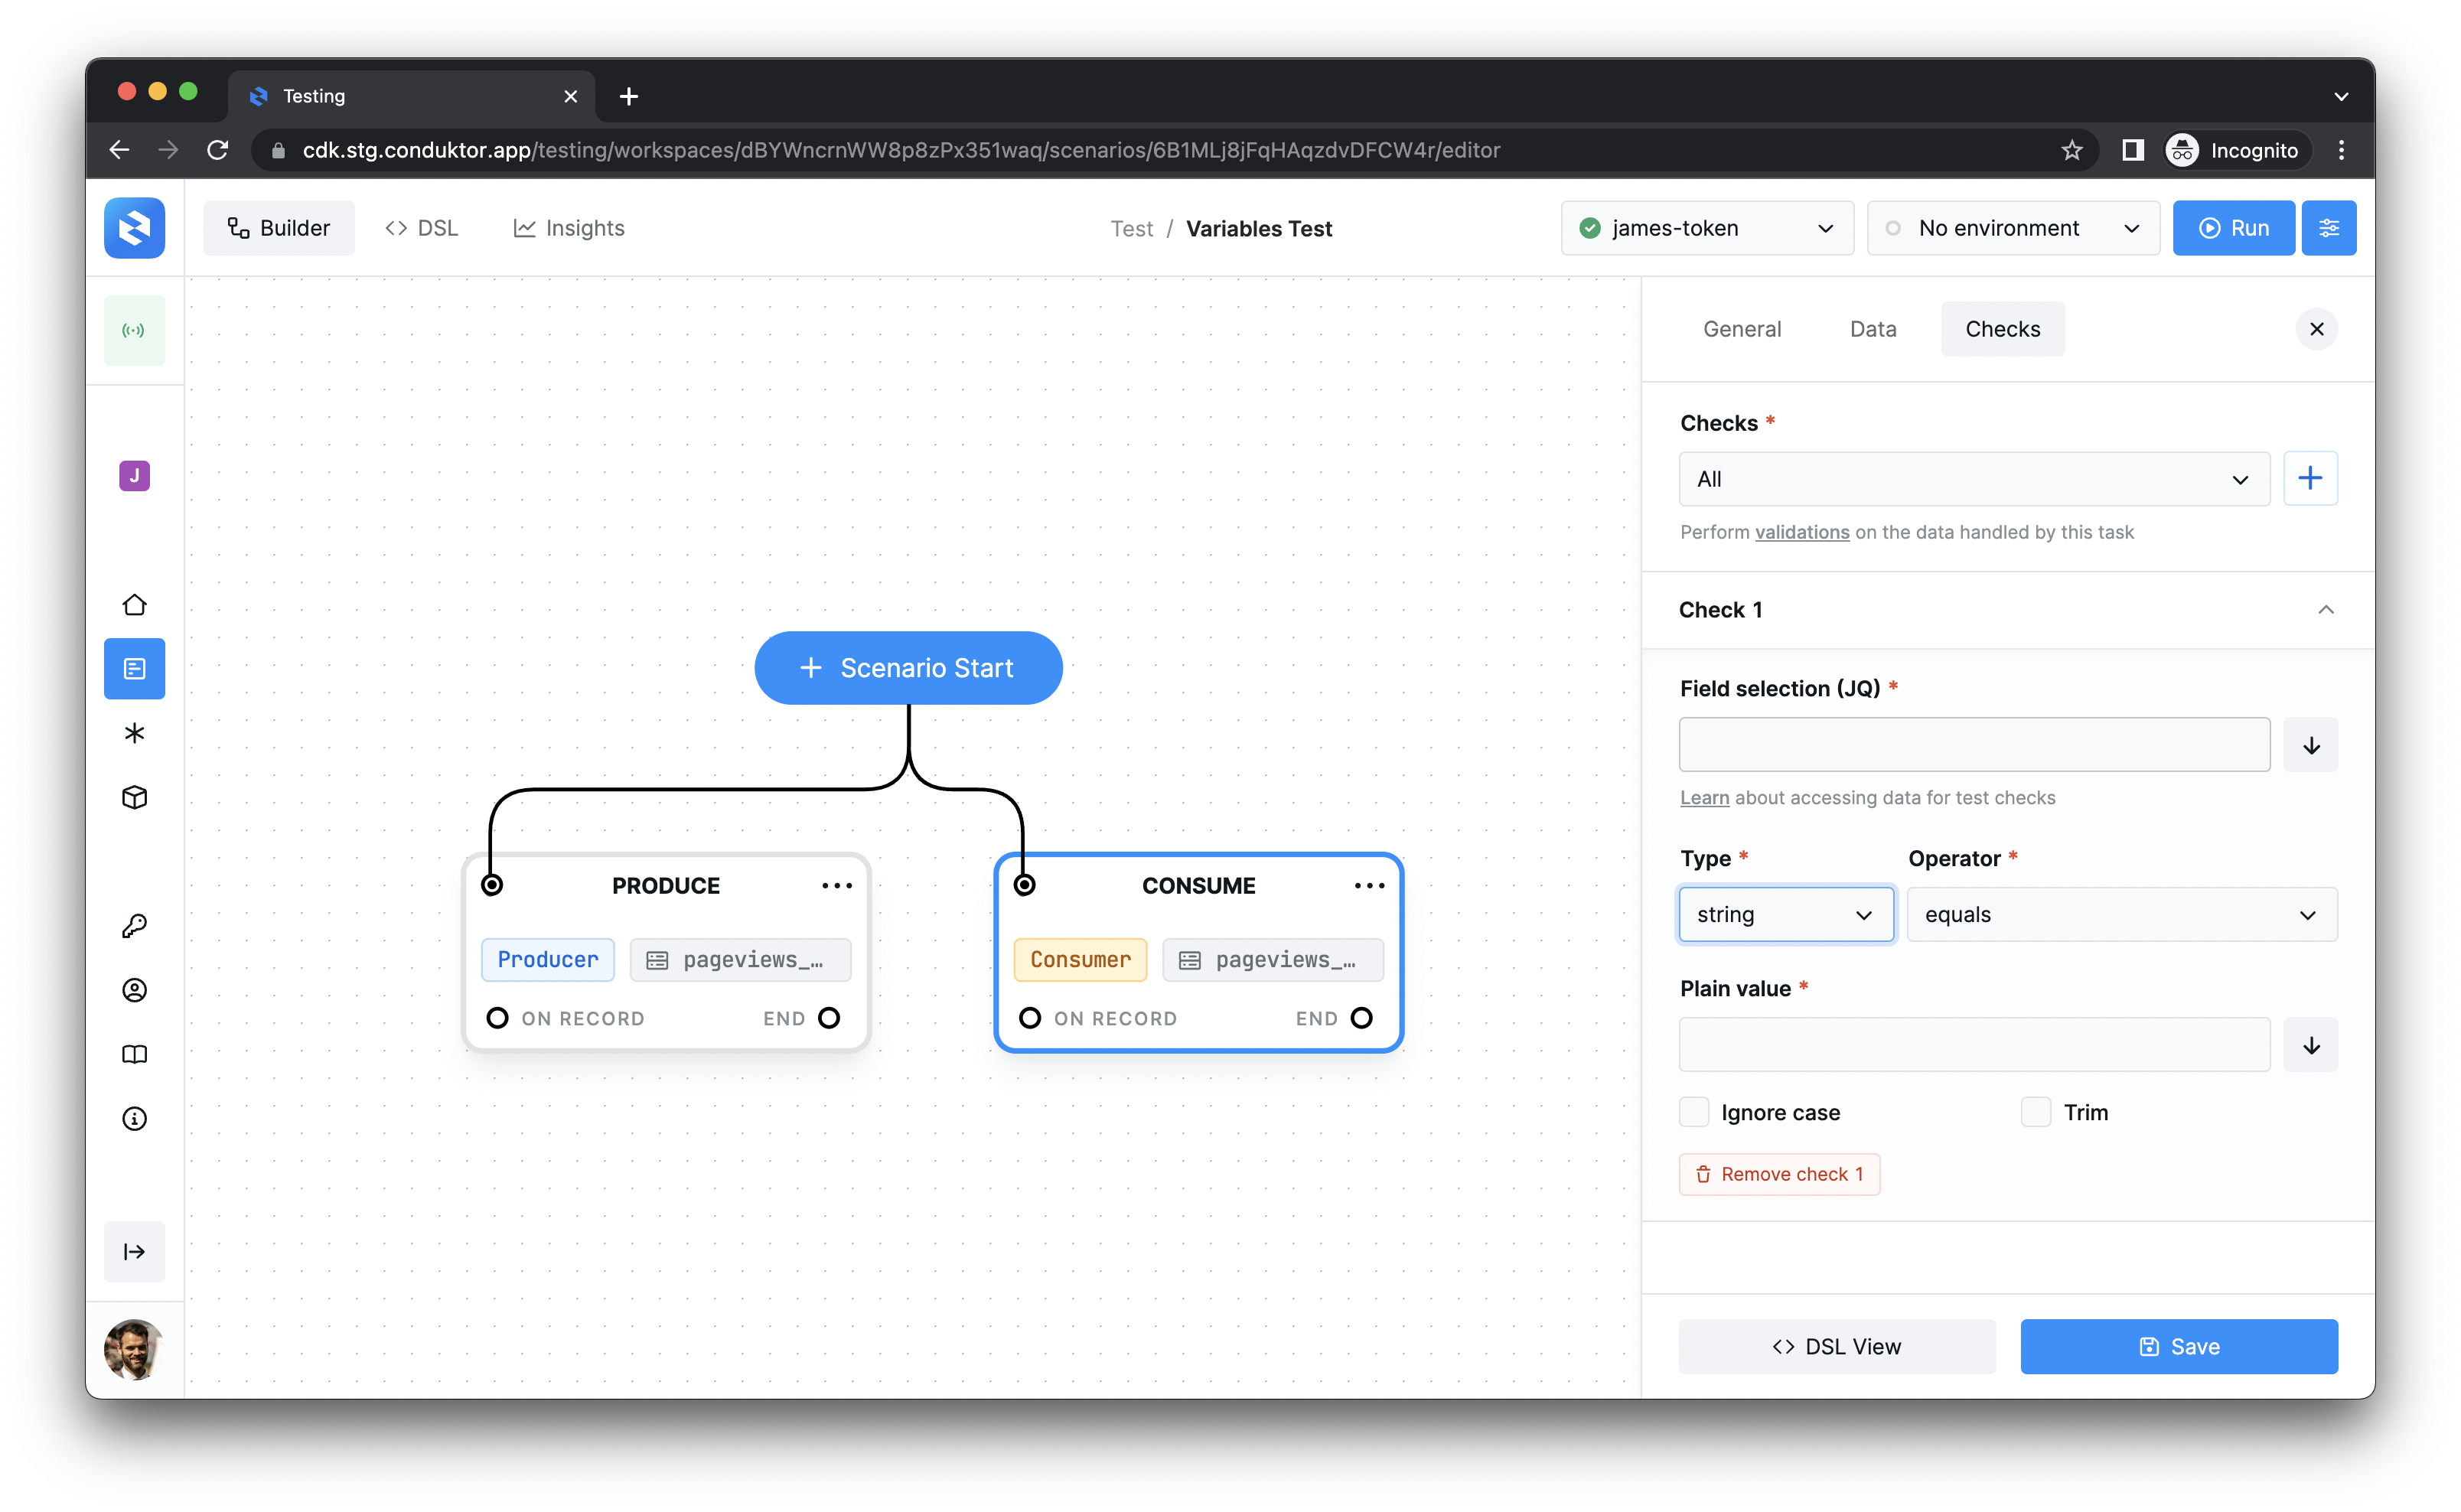 Testing
cdk.stg.conduktor.app/testing/workspaces/dBYWncrnWW8p8zPx351waq/scenarios/6B1MLj8jFqHAqzdvDFCW4r/editor
Incognito
Builder
DSL
Insights
Test / Variables Test
james-token
No environment
Run
J
General
Data
Checks
Checks *
All
Perform validations on the data handled by this task
Check 1
Field selection (JQ) *
Learn about accessing data for test checks
Type *
Operator *
string
equals
Plain value *
Ignore case
Trim
Remove check 1
DSL View
Save
Scenario Start
PRODUCE
Producer
pageviews_…
ON RECORD
END
CONSUME
Consumer
pageviews_…
ON RECORD
END